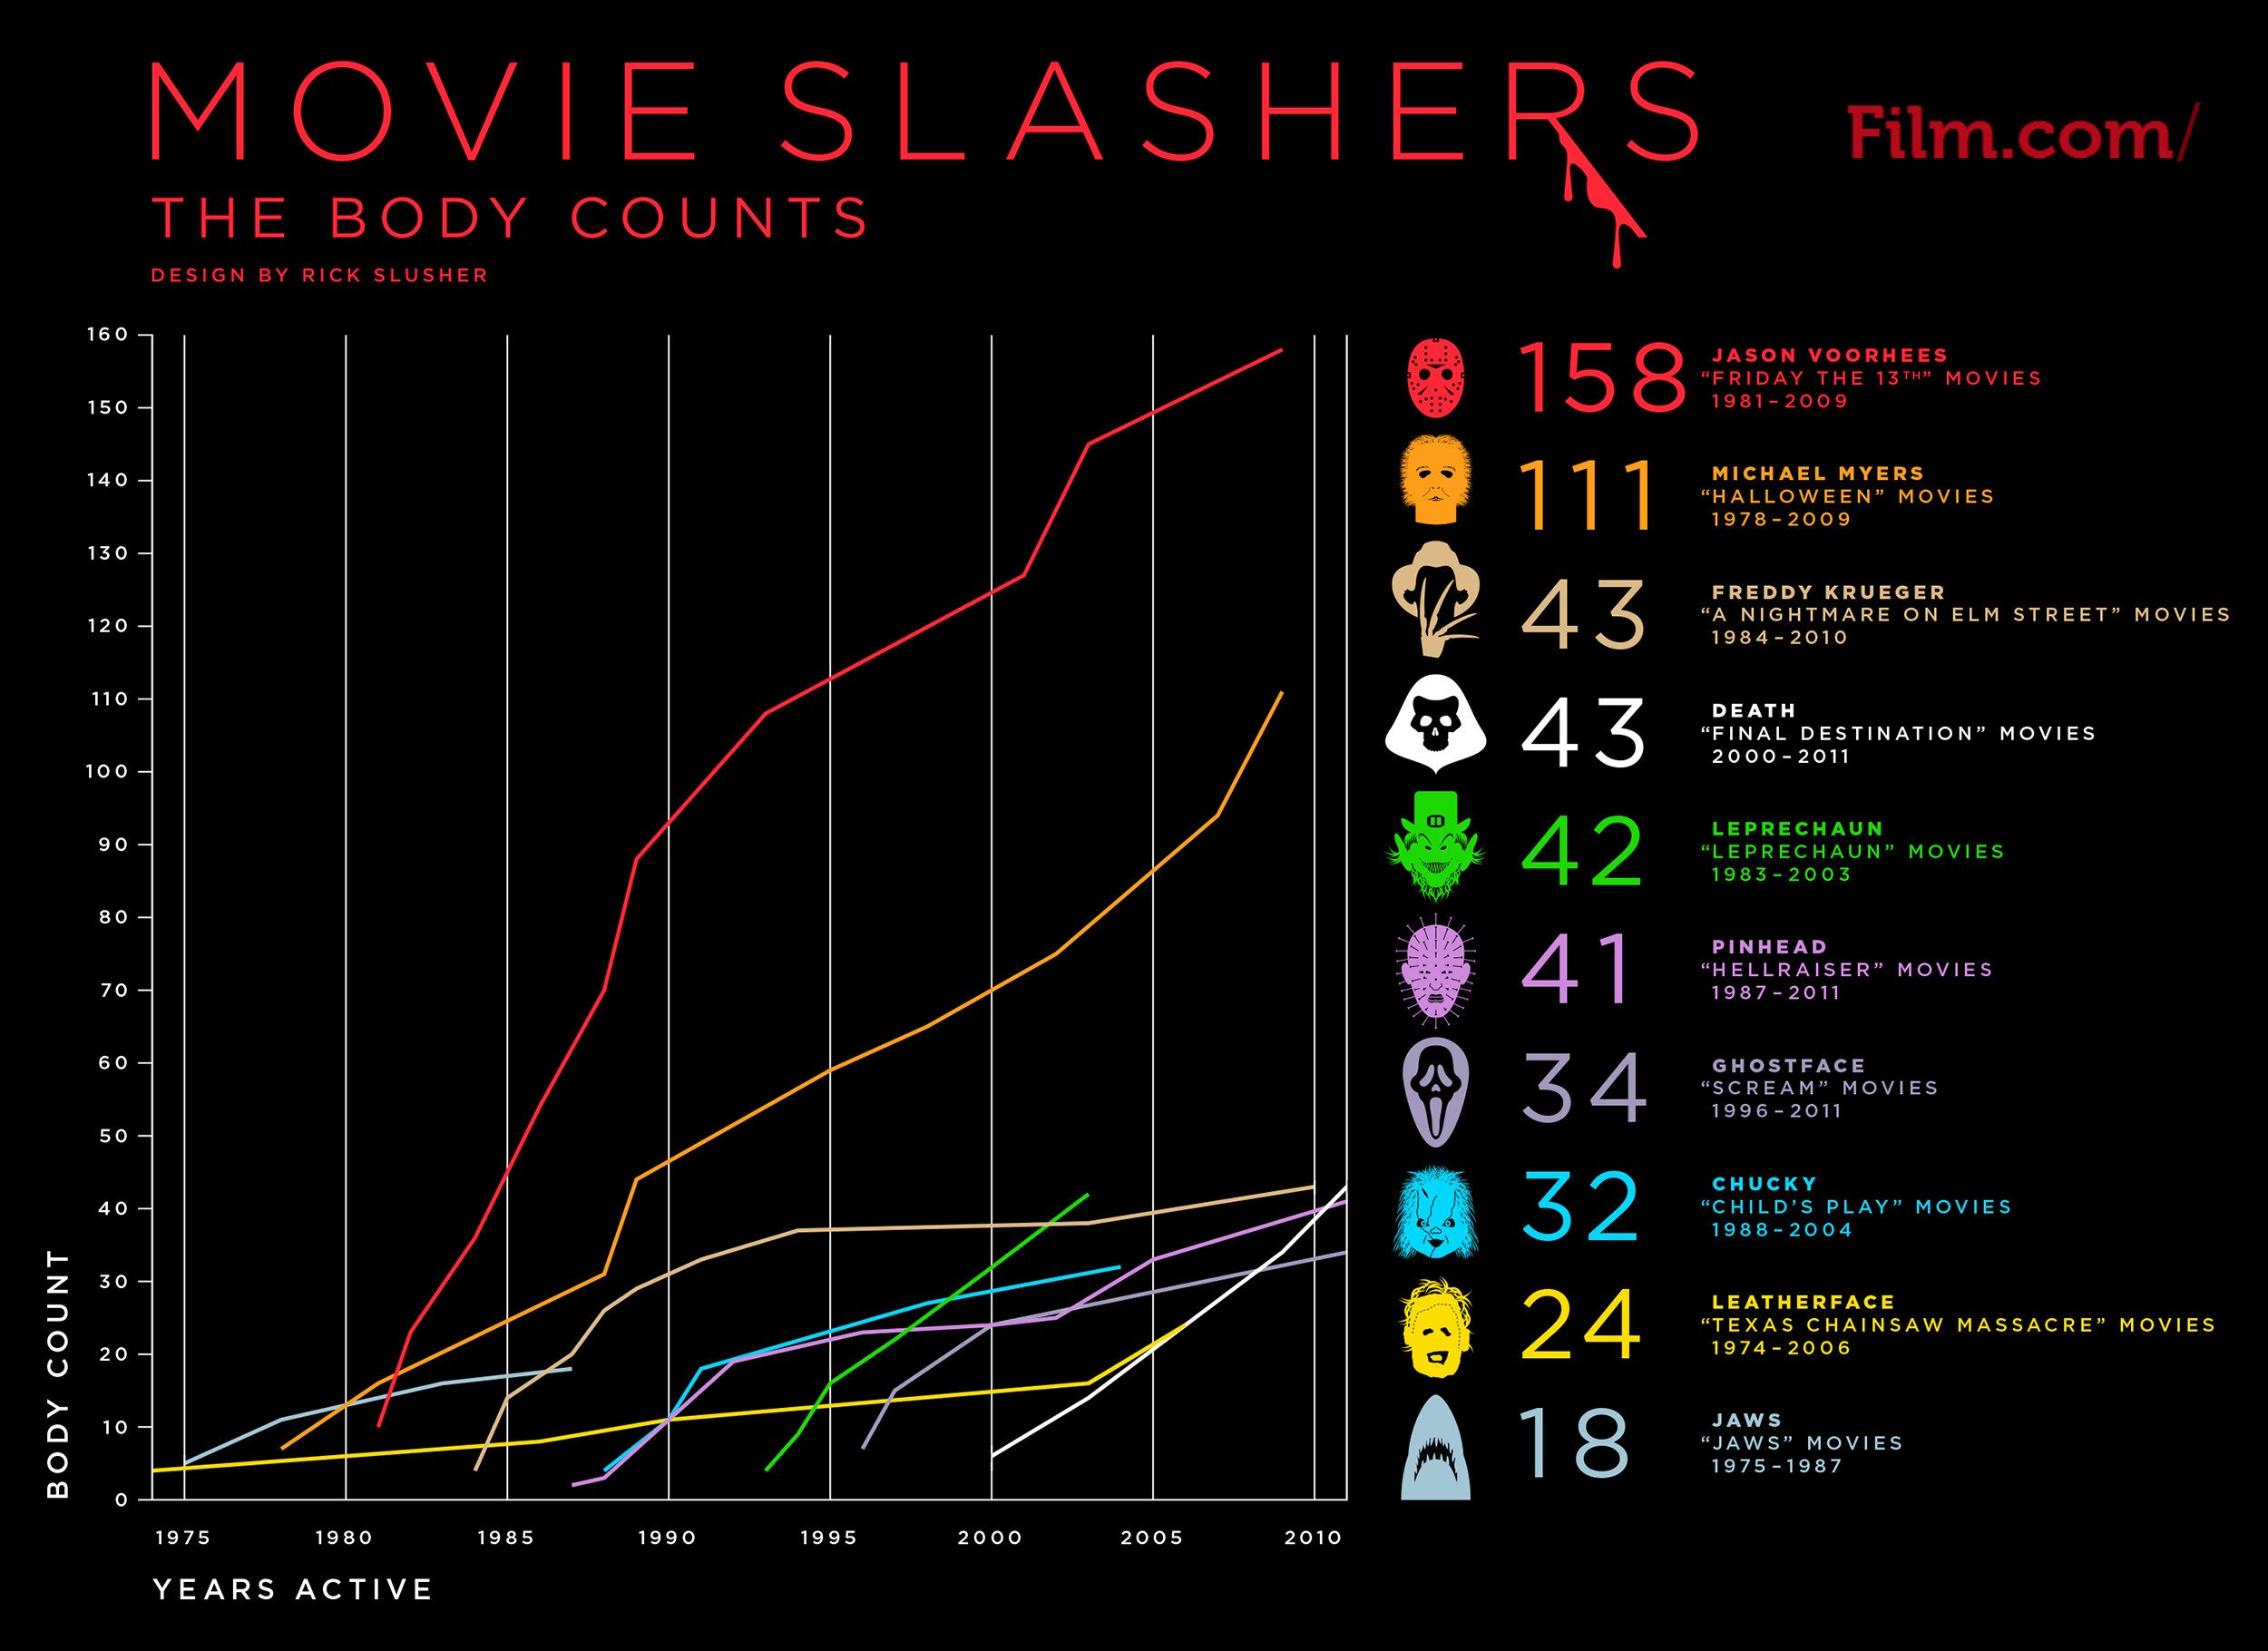 MOVIE SLASHERS
Film.com/
THE BODY COUNTS
DESIGN BY RICK SLUSHER
160
150
140
130
120
110
100
90
80
70
60
50
40
30
20
10
0
BODY COUNT
1975 1980 1985 1990 1995 2000 2005 2010
YEARS ACTIVE
158
JASON VOORHEES
“FRIDAY THE 13TH” MOVIES
1981–2009
111
MICHAEL MYERS
“HALLOWEEN” MOVIES
1978–2009
43
FREDDY KRUEGER
“A NIGHTMARE ON ELM STREET” MOVIES
1984–2010
43
DEATH
“FINAL DESTINATION” MOVIES
2000–2011
42
LEPRECHAUN
“LEPRECHAUN” MOVIES
1983–2003
41
PINHEAD
“HELLRAISER” MOVIES
1987–2011
34
GHOSTFACE
“SCREAM” MOVIES
1996–2011
32
CHUCKY
“CHILD’S PLAY” MOVIES
1988–2004
24
LEATHERFACE
“TEXAS CHAINSAW MASSACRE” MOVIES
1974–2006
18
JAWS
“JAWS” MOVIES
1975–1987